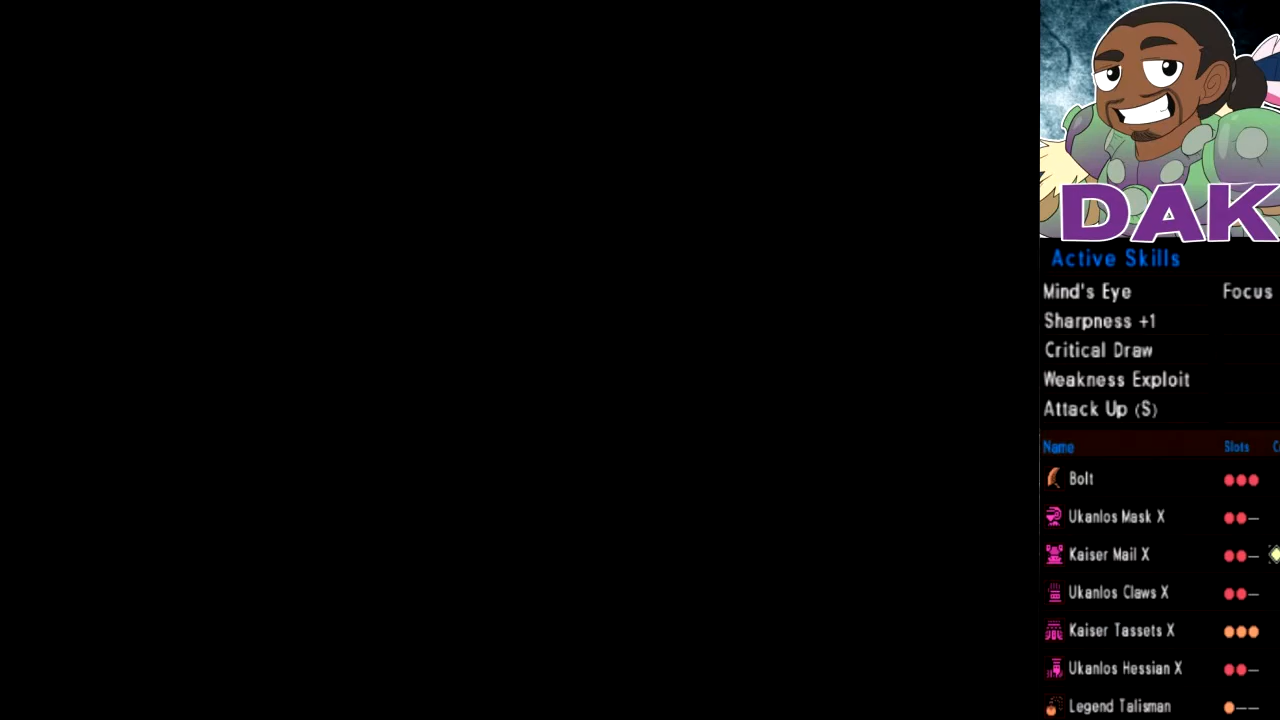 DAK
Active Skills
Mind's Eye Focus
Sharpness +1
Critical Draw
Weakness Exploit
Attack Up (S)
Name Slots
Bolt
Ukanlos Mask X
Kaiser Mail X
Ukanlos Claws X
Kaiser Tassets X
Ukanlos Hessian X
Legend Talisman